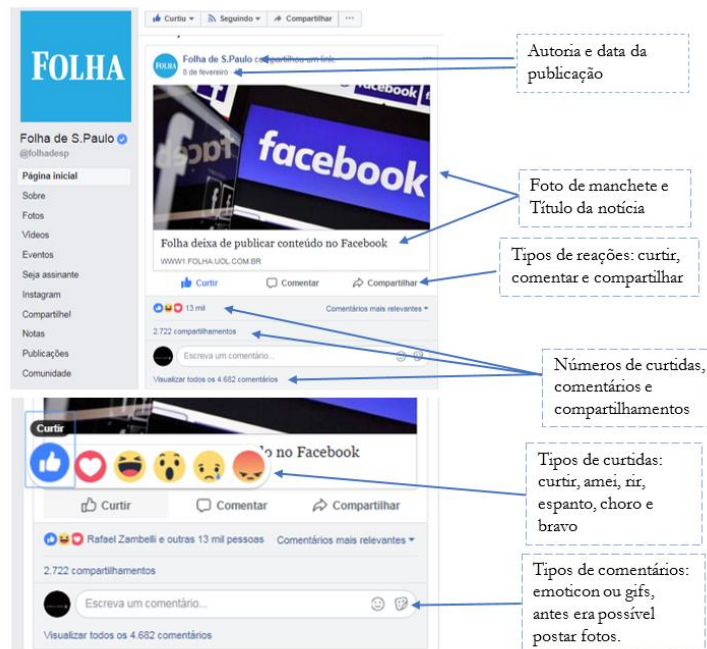 Curtiu
Seguindo
Compartilhar
FOLHA
Folha de S.Paulo
@folhadesp
Página inicial
Sobre
Fotos
Vídeos
Eventos
Seja assinante
Instagram
Compartilhe!
Notas
Publicações
Comunidade
FOLHA
Folha de S.Paulo compartilhou um link.
8 de fevereiro
facebook
Folha deixa de publicar conteúdo no Facebook
WWW1.FOLHA.UOL.COM.BR
Curtir
Comentar
Compartilhar
13 mil
Comentários mais relevantes
2.722 compartilhamentos
Escreva um comentário...
Visualizar todos os 4.682 comentários
Autoria e data da
publicação
Foto de manchete e
Título da notícia
Tipos de reações: curtir,
comentar e compartilhar
Números de curtidas,
comentários e
compartilhamentos
Curtir
no Facebook
Curtir
Comentar
Compartilhar
Rafael Zambelli e outras 13 mil pessoas
Comentários mais relevantes
2.722 compartilhamentos
Escreva um comentário...
Visualizar todos os 4.682 comentários
Tipos de curtidas:
curtir, amei, rir,
espanto, choro e
bravo
Tipos de comentários:
emoticon ou gifs,
antes era possível
postar fotos.